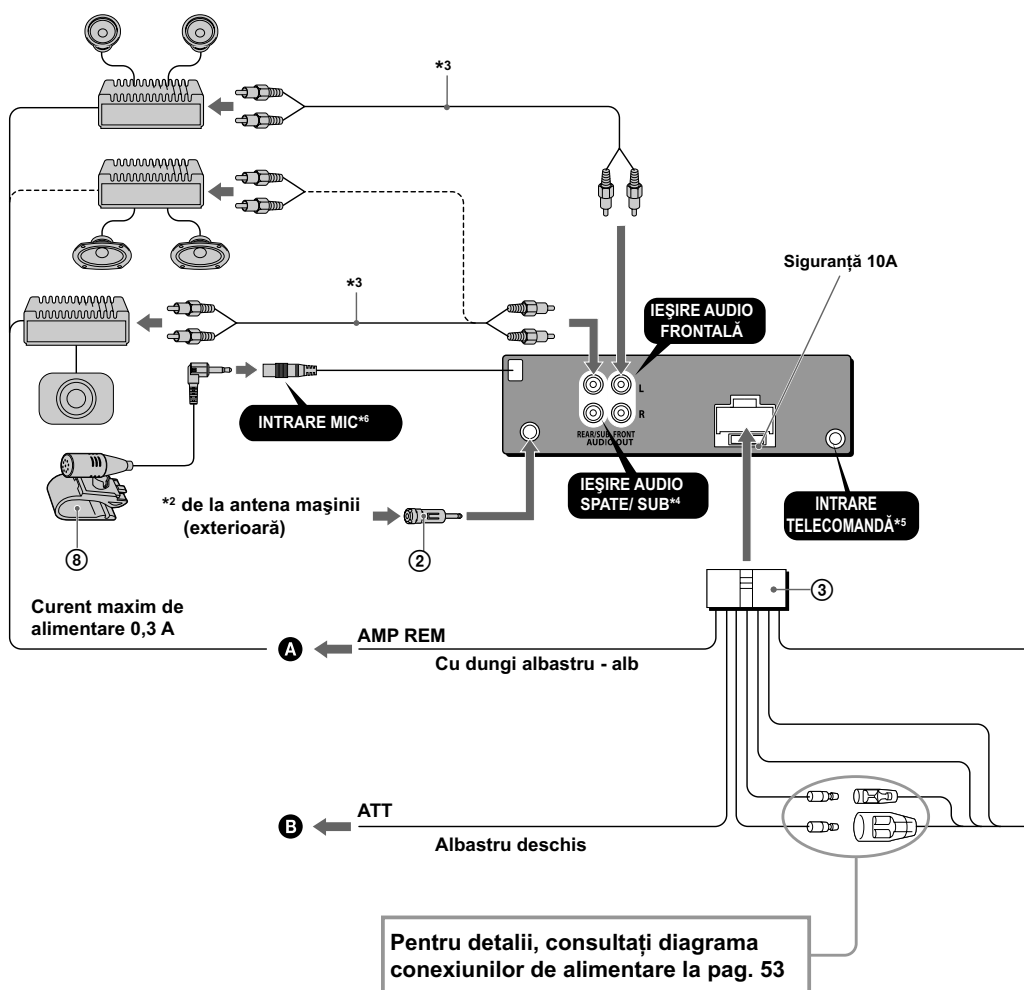 *3
Siguranță 10A
*3
IEŞIRE AUDIO
FRONTALĂ
L
R
REAR/SUB FRONT
AUDIO OUT
INTRARE MIC*6
IEŞIRE AUDIO
SPATE/ SUB*4
INTRARE
TELECOMANDĂ*5
*2 de la antena maşinii
(exterioară)
⑧
②
③
Curent maxim de
alimentare 0,3 A
A
AMP REM
Cu dungi albastru - alb
B
ATT
Albastru deschis
Pentru detalii, consultați diagrama
conexiunilor de alimentare la pag. 53